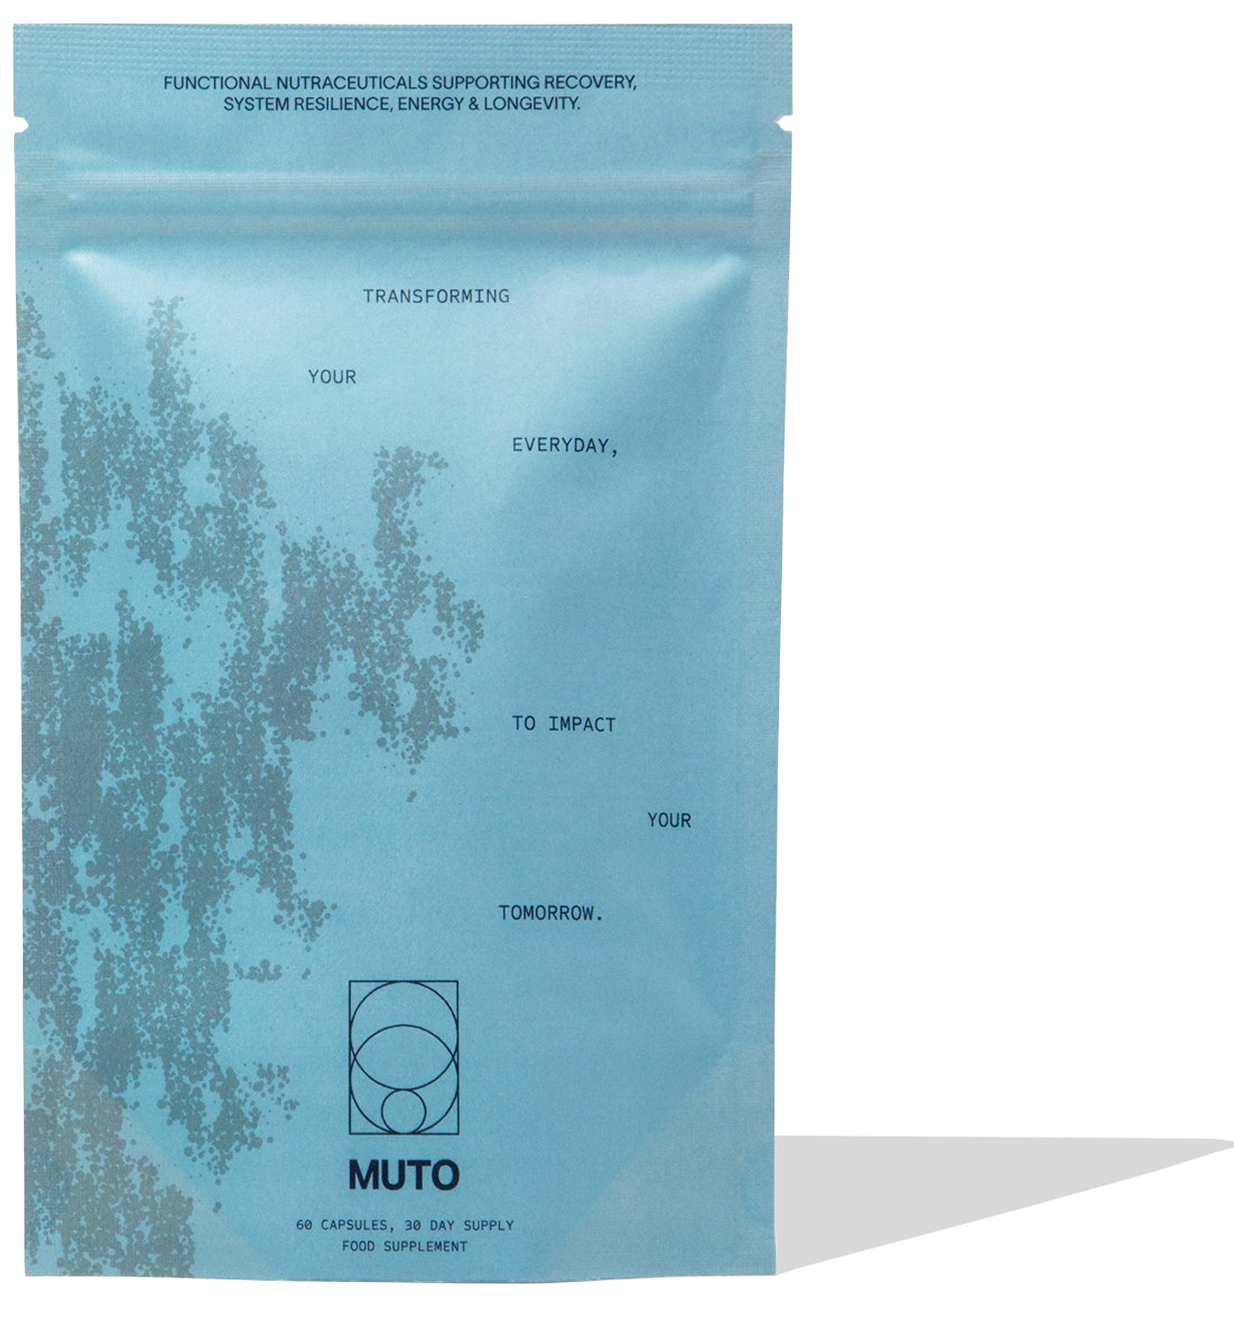 FUNCTIONAL NUTRACEUTICALS SUPPORTING RECOVERY,
SYSTEM RESILIENCE, ENERGY & LONGEVITY.
TRANSFORMING
YOUR
EVERYDAY,
TO IMPACT
YOUR
TOMORROW.
MUTO
60 CAPSULES, 30 DAY SUPPLY
FOOD SUPPLEMENT